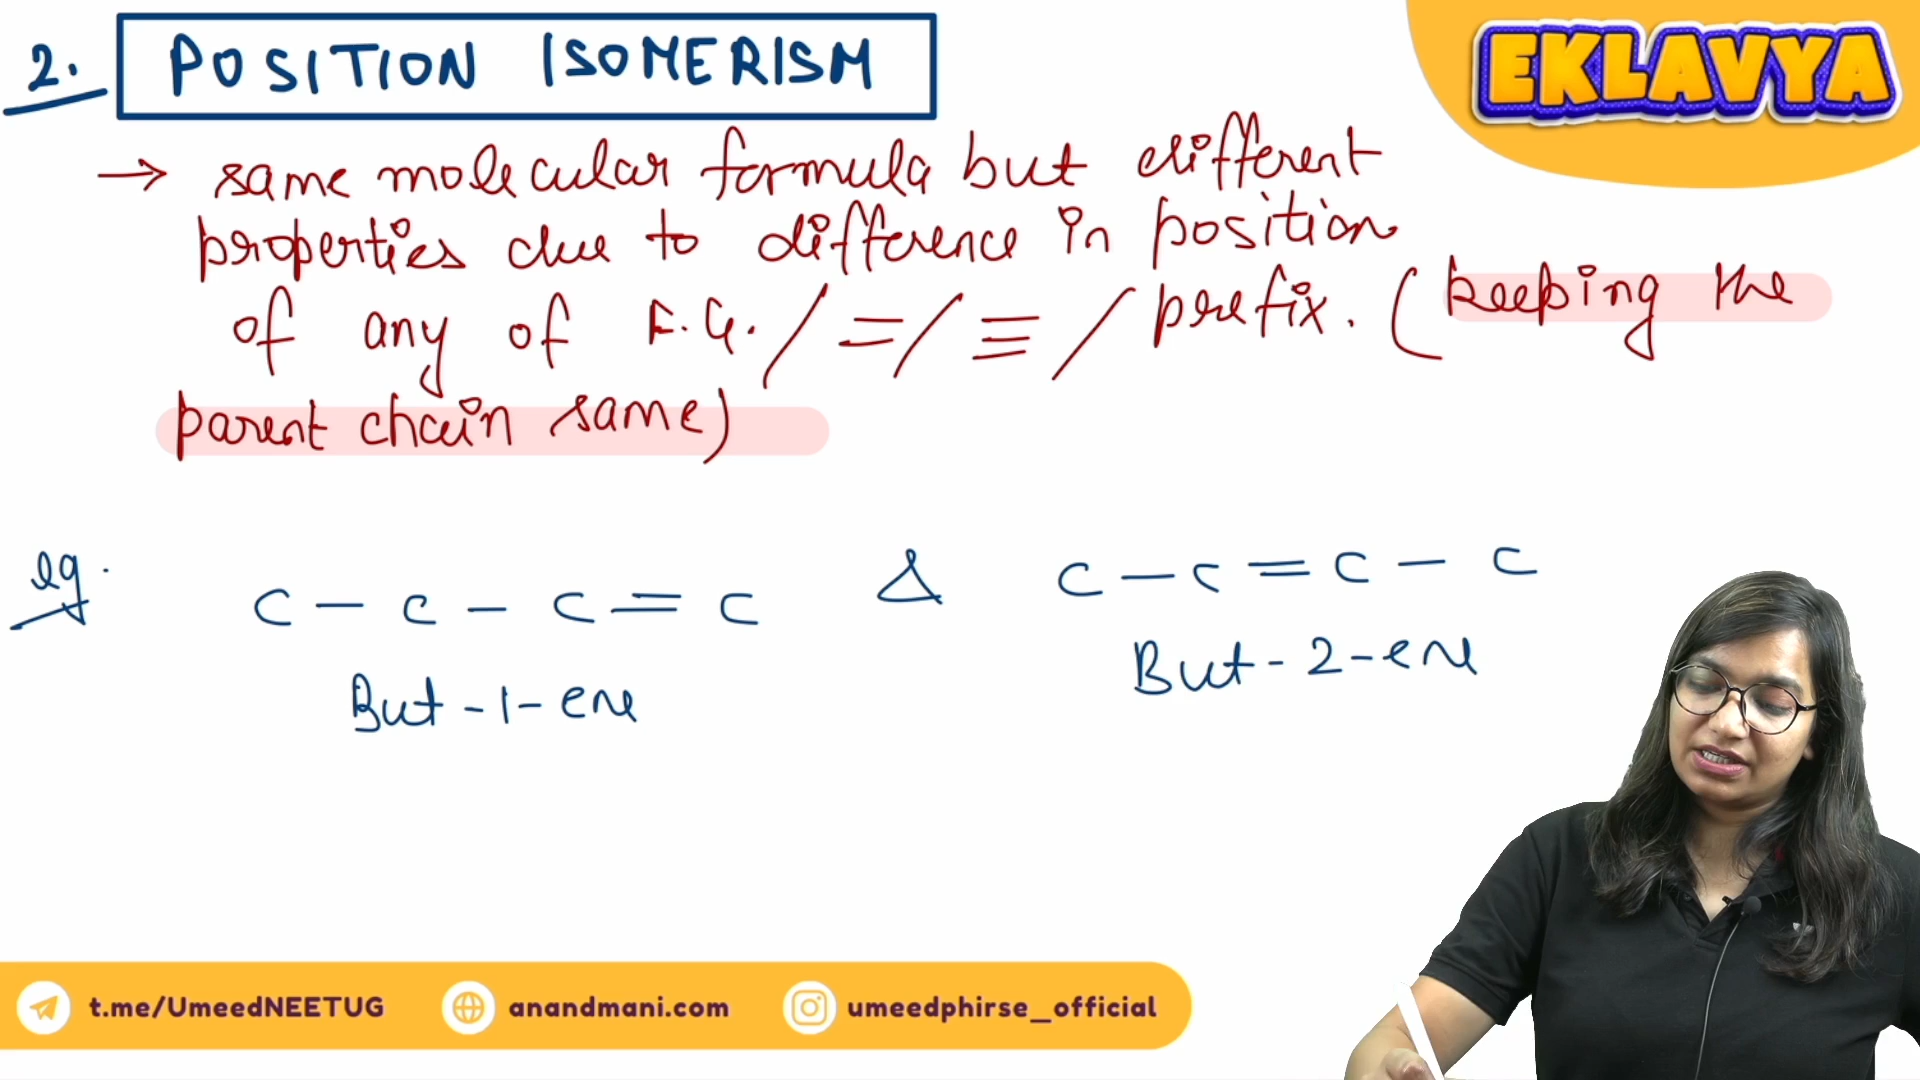 2. POSITION ISOMERISM
EKLAVYA
→ same molecular formula but different
properties due to difference in position
of any of F.G. / = / ≡ / prefix. (keeping the
parent chain same)
eg. C – C – C = C & C – C = C – C
But-1-ene But-2-ene
t.me/UmeedNEETUG anandmani.com umeedphirse_official